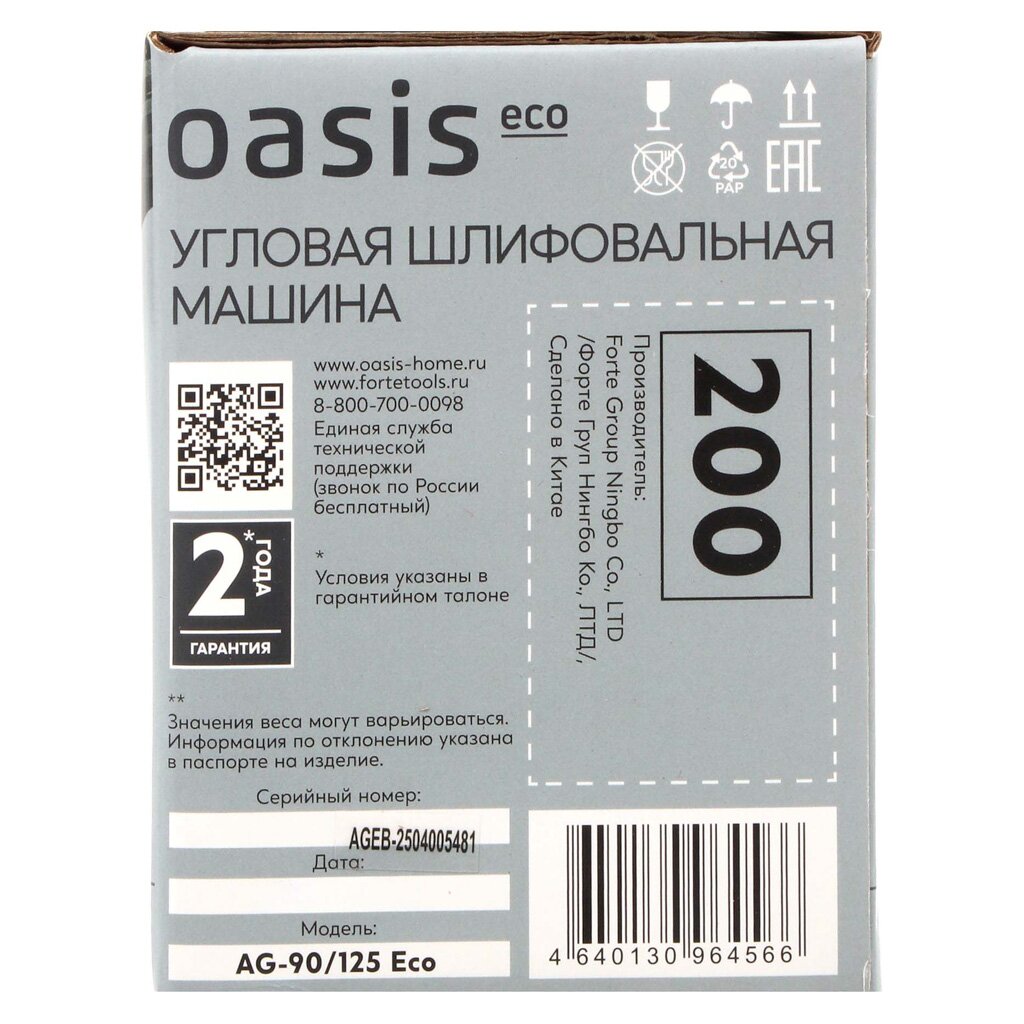 oasis eco
20
PAP
EAC
УГЛОВАЯ ШЛИФОВАЛЬНАЯ
МАШИНА
www.oasis-home.ru
www.fortetools.ru
8-800-700-0098
Единая служба
технической
поддержки
(звонок по России
бесплатный)
2* ГОДА
ГАРАНТИЯ
*
Условия указаны в
гарантийном талоне
200
Производитель:
Forte Group Ningbo Co., LTD
/Форте Груп Нингбо Ко., ЛТД/,
Сделано в Китае
**
Значения веса могут варьироваться.
Информация по отклонению указана
в паспорте на изделие.
Серийный номер:
AGEB-2504005481
Дата:
Модель:
AG-90/125 Eco
4 640130 964566